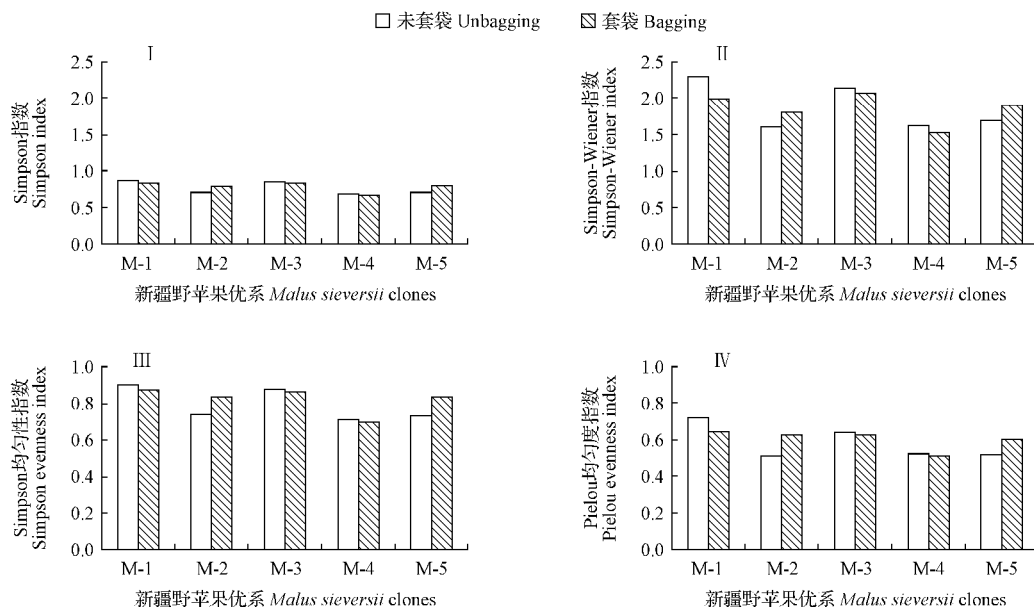 未套袋 Unbagging 套袋 Bagging
I
Simpson指数
Simpson index
2.5
2.0
1.5
1.0
0.5
0.0
M-1 M-2 M-3 M-4 M-5
新疆野苹果优系 Malus sieversii clones
II
Simpson-Wiener指数
Simpson-Wiener index
2.5
2.0
1.5
1.0
0.5
0.0
M-1 M-2 M-3 M-4 M-5
新疆野苹果优系 Malus sieversii clones
III
Simpson均匀性指数
Simpson evenness index
1.0
0.8
0.6
0.4
0.2
0.0
M-1 M-2 M-3 M-4 M-5
新疆野苹果优系 Malus sieversii clones
IV
Pielou均匀度指数
Pielou evenness index
1.0
0.8
0.6
0.4
0.2
0.0
M-1 M-2 M-3 M-4 M-5
新疆野苹果优系 Malus sieversii clones